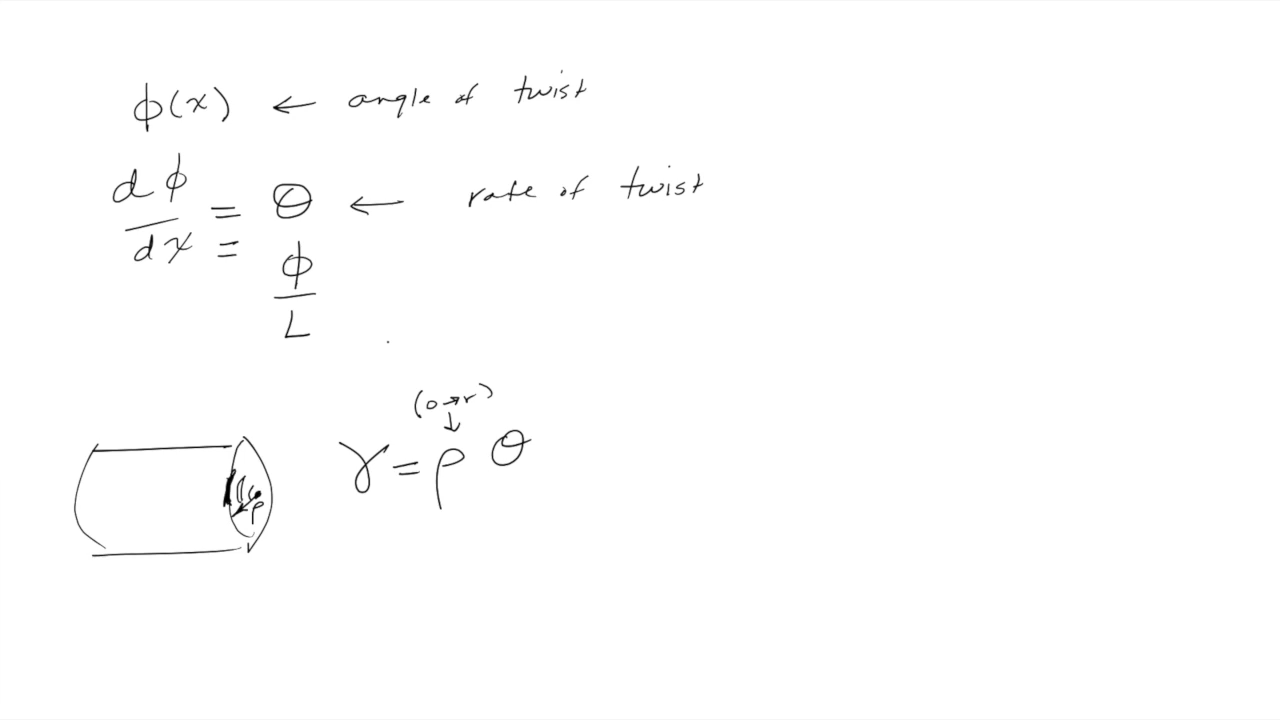 ϕ(x) ← angle of twist
dϕ/dx = θ ← rate of twist
= ϕ/L
(0→r)
↓
γ = ρ θ
ρ